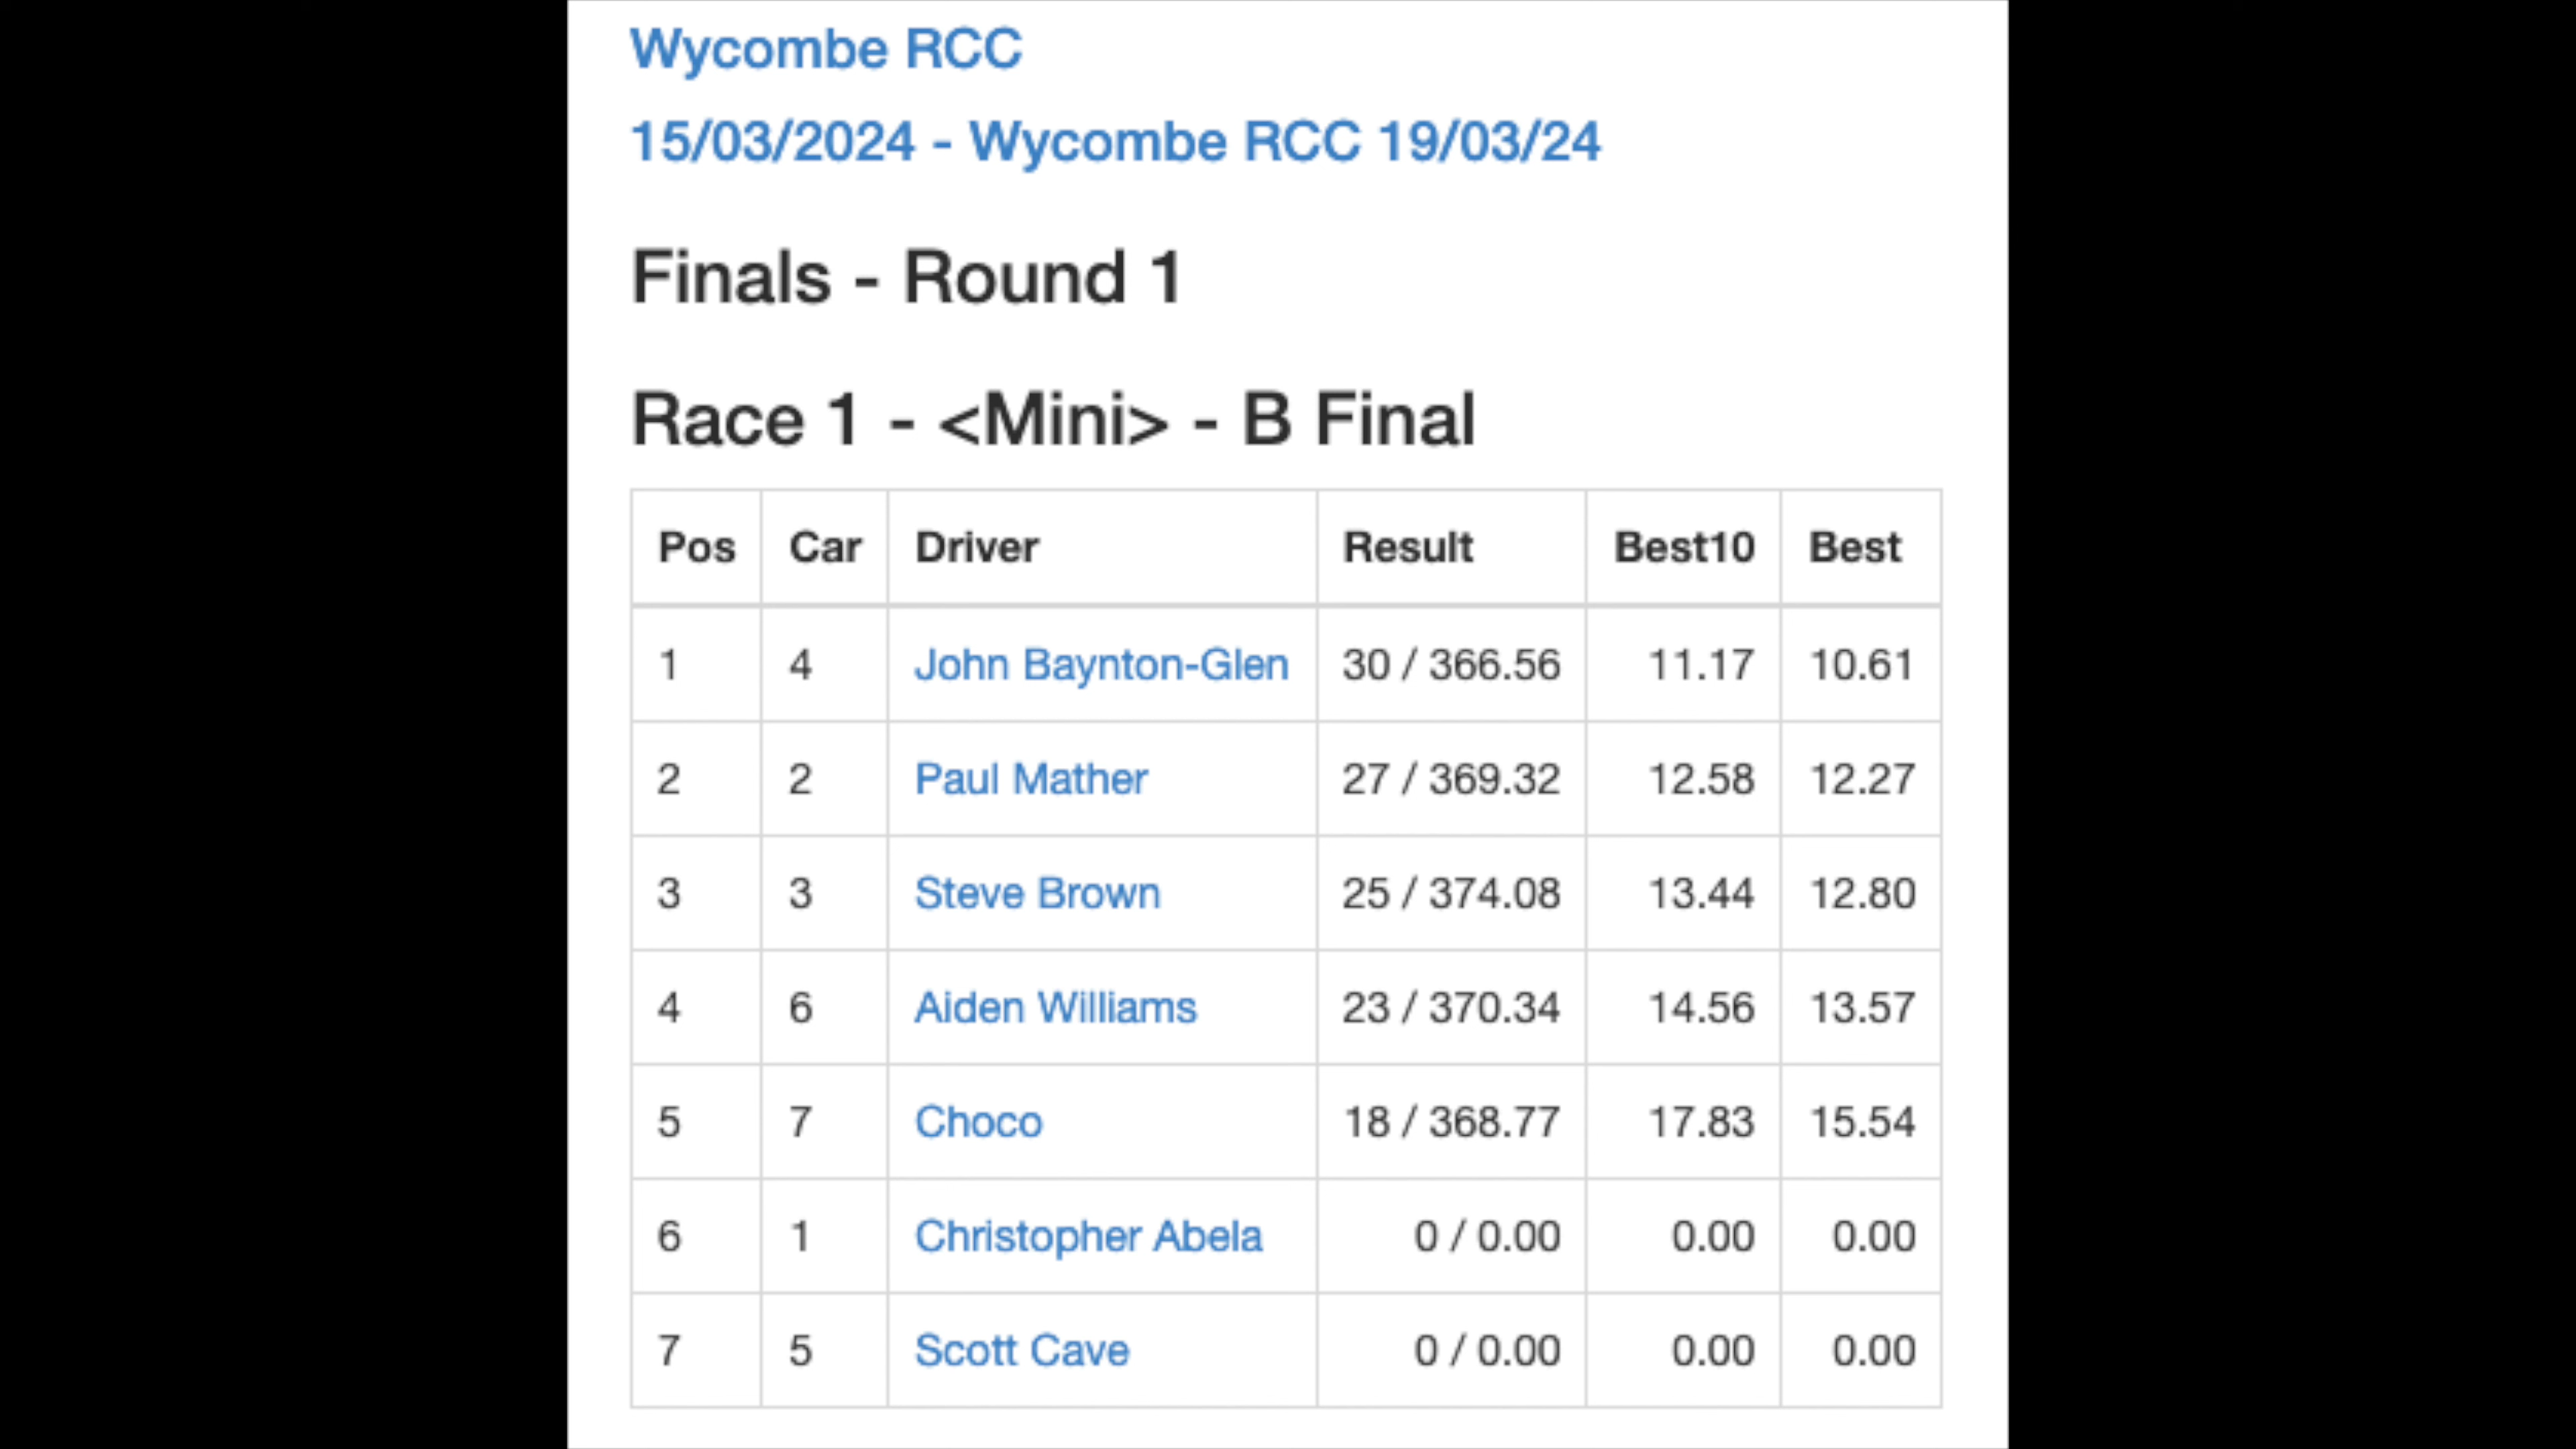 Wycombe RCC
15/03/2024 - Wycombe RCC 19/03/24
Finals - Round 1
Race 1 - <Mini> - B Final
Pos Car Driver Result Best10 Best
1 4 John Baynton-Glen 30 / 366.56 11.17 10.61
2 2 Paul Mather 27 / 369.32 12.58 12.27
3 3 Steve Brown 25 / 374.08 13.44 12.80
4 6 Aiden Williams 23 / 370.34 14.56 13.57
5 7 Choco 18 / 368.77 17.83 15.54
6 1 Christopher Abela 0 / 0.00 0.00 0.00
7 5 Scott Cave 0 / 0.00 0.00 0.00